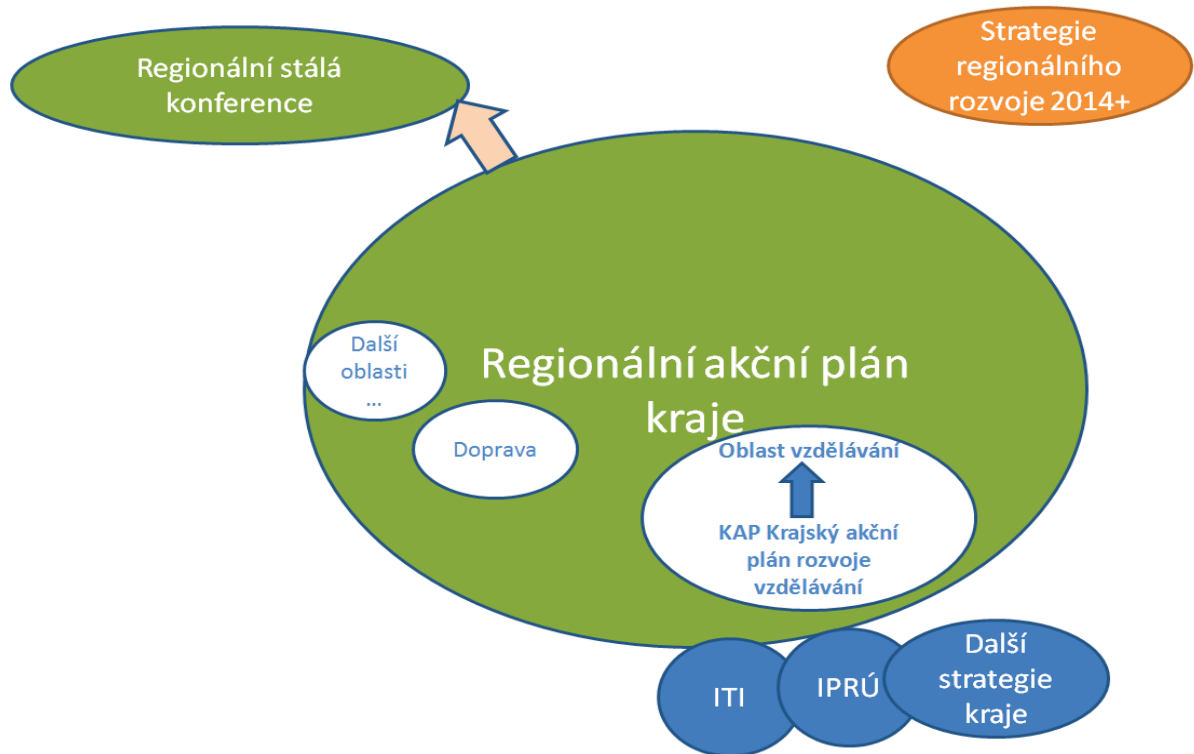 Regionální stálá
konference
Strategie
regionálního
rozvoje 2014+
Další
oblasti
...
Regionální akční plán
kraje
Doprava
Oblast vzdělávání
KAP Krajský akční
plán rozvoje
vzdělávání
ITI
IPRÚ
Další
strategie
kraje